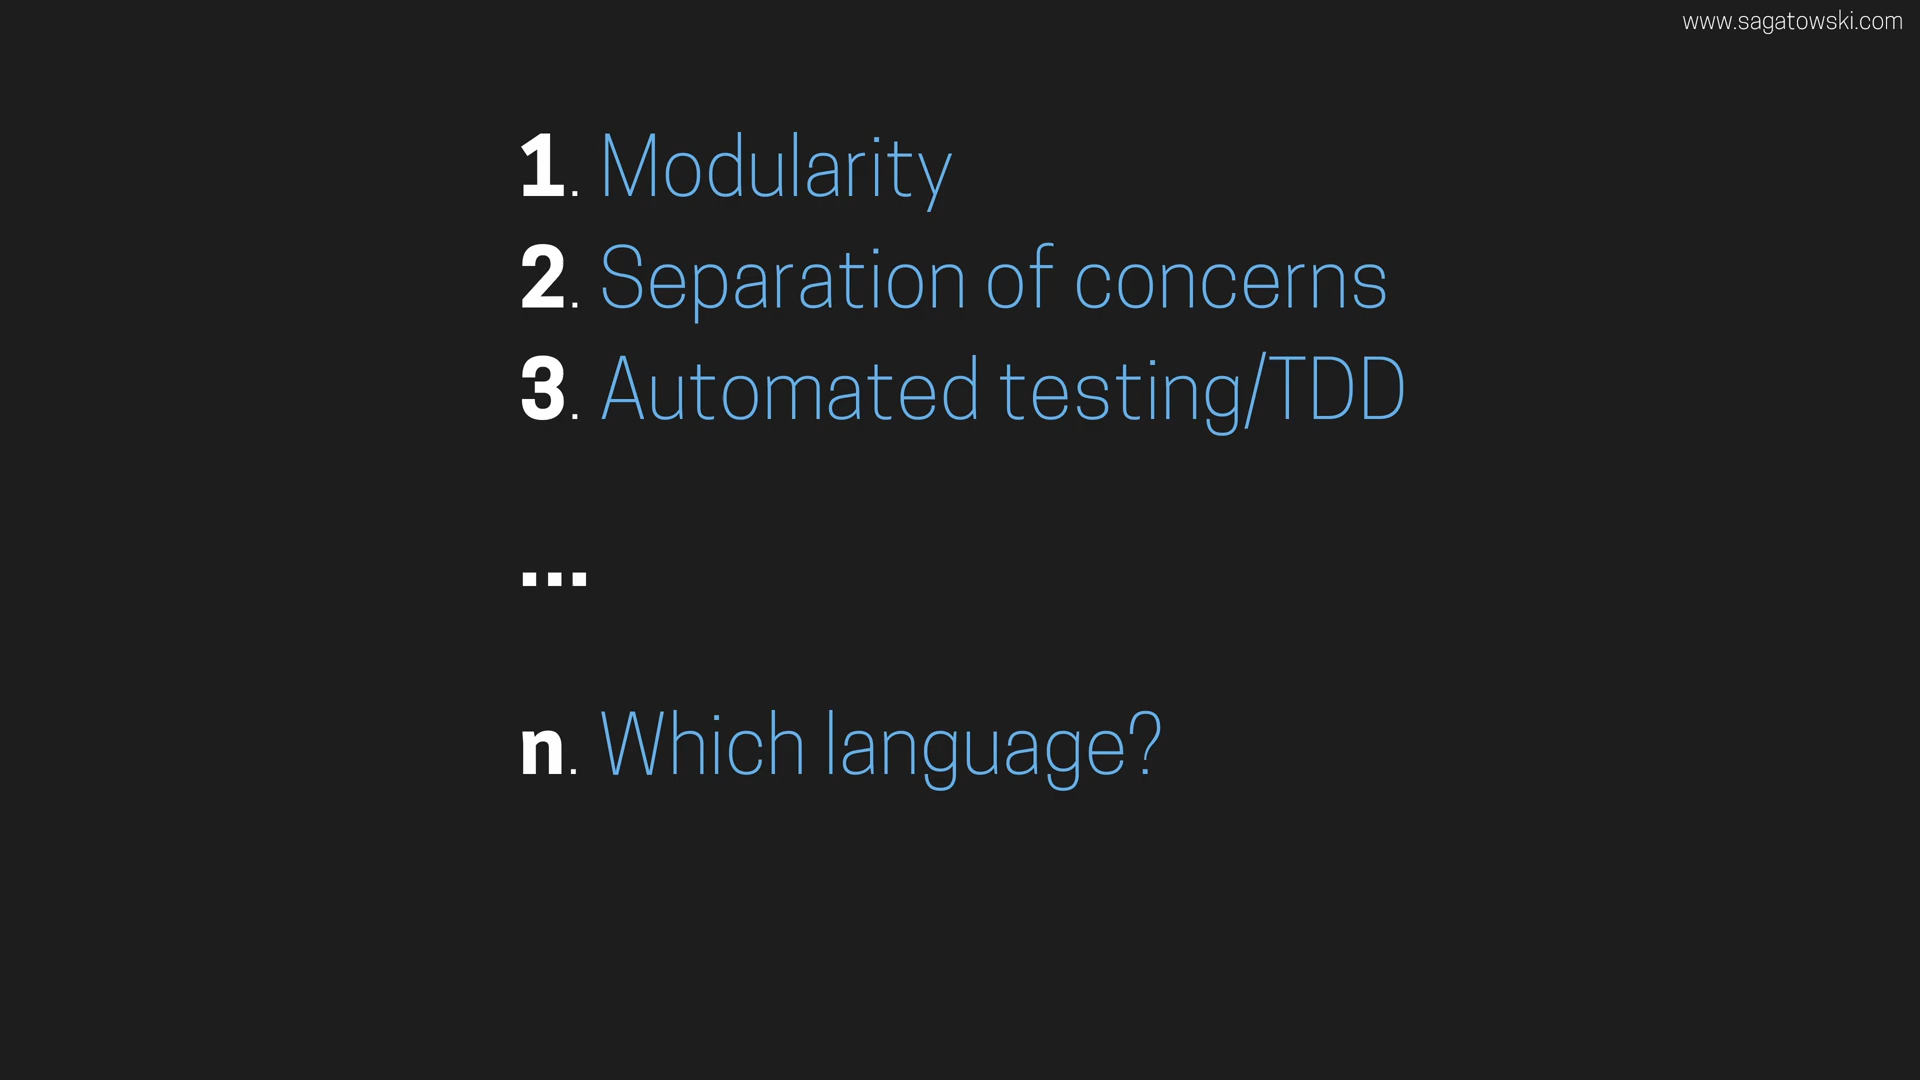 www.sagatowski.com
1. Modularity
2. Separation of concerns
3. Automated testing/TDD
...
n. Which language?